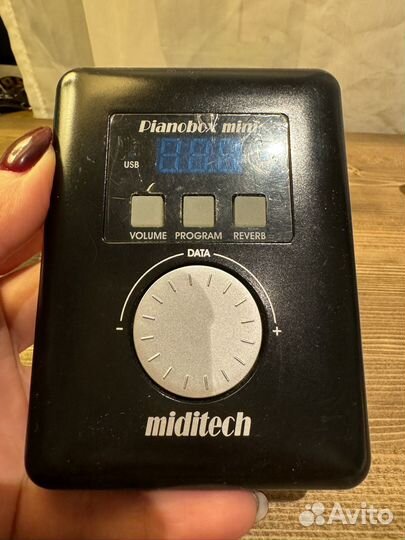 Pianobox mini
USB
VOLUME PROGRAM REVERB
DATA
- +
miditech
Avito